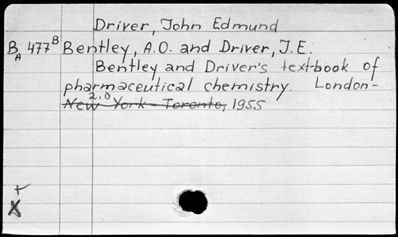 Driver, John Edmund
BA 477B Bentley, A.O. and Driver, J.E.
Bentley and Driver's text-book of
pharmaceutical chemistry. London-
2.0
New York - Toronto, 1955
+
X